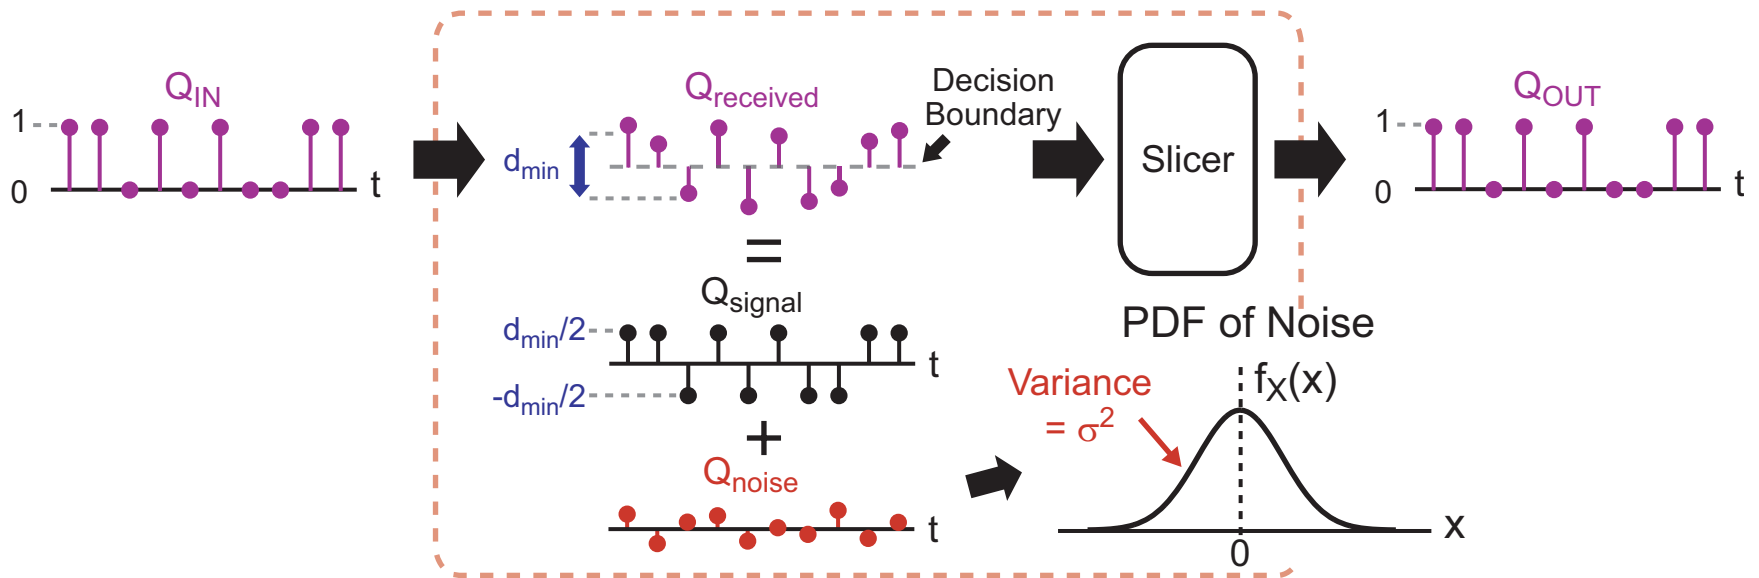 Q_IN
1
0
t
Q_received
d_min
Decision
Boundary
Slicer
Q_OUT
1
0
t
=
Q_signal
d_min/2
-d_min/2
t
+
Q_noise
t
PDF of Noise
Variance
= σ²
f_X(x)
x
0